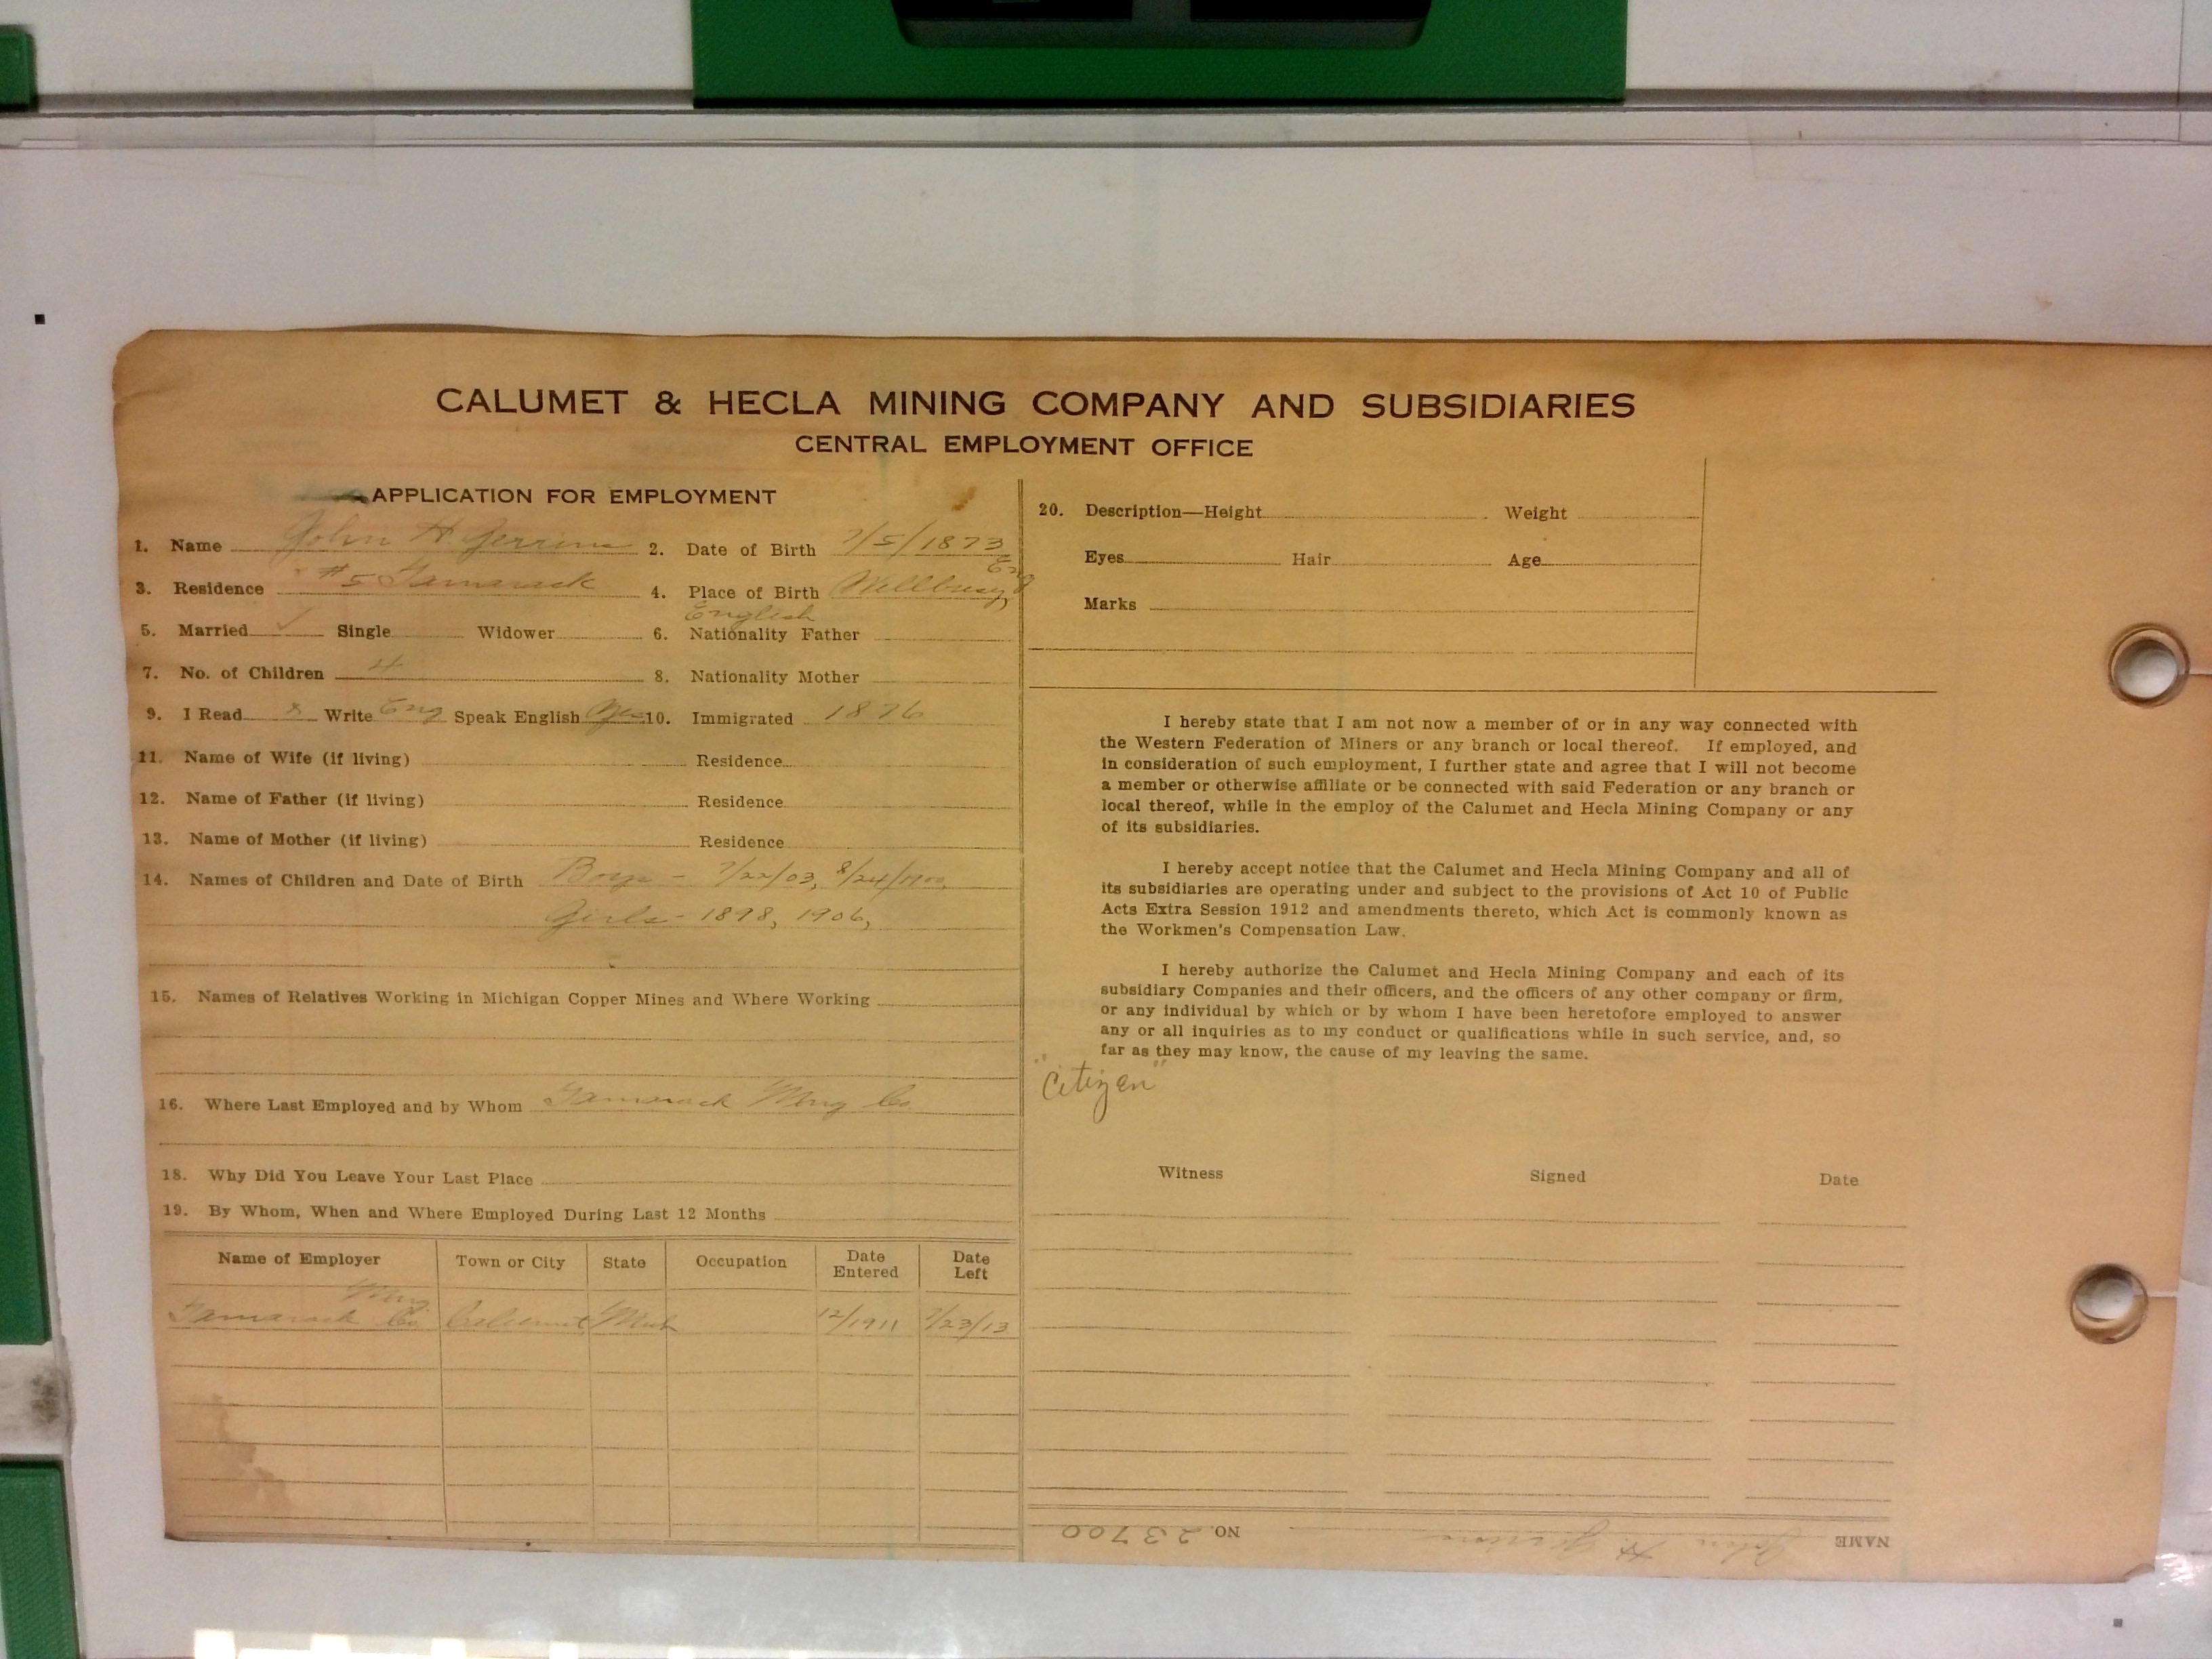 CALUMET & HECLA MINING COMPANY AND SUBSIDIARIES
CENTRAL EMPLOYMENT OFFICE
APPLICATION FOR EMPLOYMENT
1. Name John H 2. Date of Birth 7/5/1873
3. Residence #5 Tamarack 4. Place of Birth Eng
English
5. Married ✓ Single Widower 6. Nationality Father
7. No. of Children 4 8. Nationality Mother
9. I Read & Write Eng Speak English Yes 10. Immigrated 1876
11. Name of Wife (if living) Residence
12. Name of Father (if living) Residence
13. Name of Mother (if living) Residence
14. Names of Children and Date of Birth Boys - 7/22/03, 8/24/1900,
Girls - 1898, 1906,
15. Names of Relatives Working in Michigan Copper Mines and Where Working
16. Where Last Employed and by Whom Tamarack Mng Co
18. Why Did You Leave Your Last Place
19. By Whom, When and Where Employed During Last 12 Months
Name of Employer Town or City State Occupation Date Entered Date Left
Tamarack Mng. Co. Calumet Mich 12/1911 7/23/13
20. Description—Height Weight
Eyes Hair Age
Marks
I hereby state that I am not now a member of or in any way connected with
the Western Federation of Miners or any branch or local thereof. If employed, and
in consideration of such employment, I further state and agree that I will not become
a member or otherwise affiliate or be connected with said Federation or any branch or
local thereof, while in the employ of the Calumet and Hecla Mining Company or any
of its subsidiaries.
I hereby accept notice that the Calumet and Hecla Mining Company and all of
its subsidiaries are operating under and subject to the provisions of Act 10 of Public
Acts Extra Session 1912 and amendments thereto, which Act is commonly known as
the Workmen's Compensation Law.
I hereby authorize the Calumet and Hecla Mining Company and each of its
subsidiary Companies and their officers, and the officers of any other company or firm,
or any individual by which or by whom I have been heretofore employed to answer
any or all inquiries as to my conduct or qualifications while in such service, and, so
far as they may know, the cause of my leaving the same.
"Citizen"
Witness Signed Date
NAME John H. NO. 23700